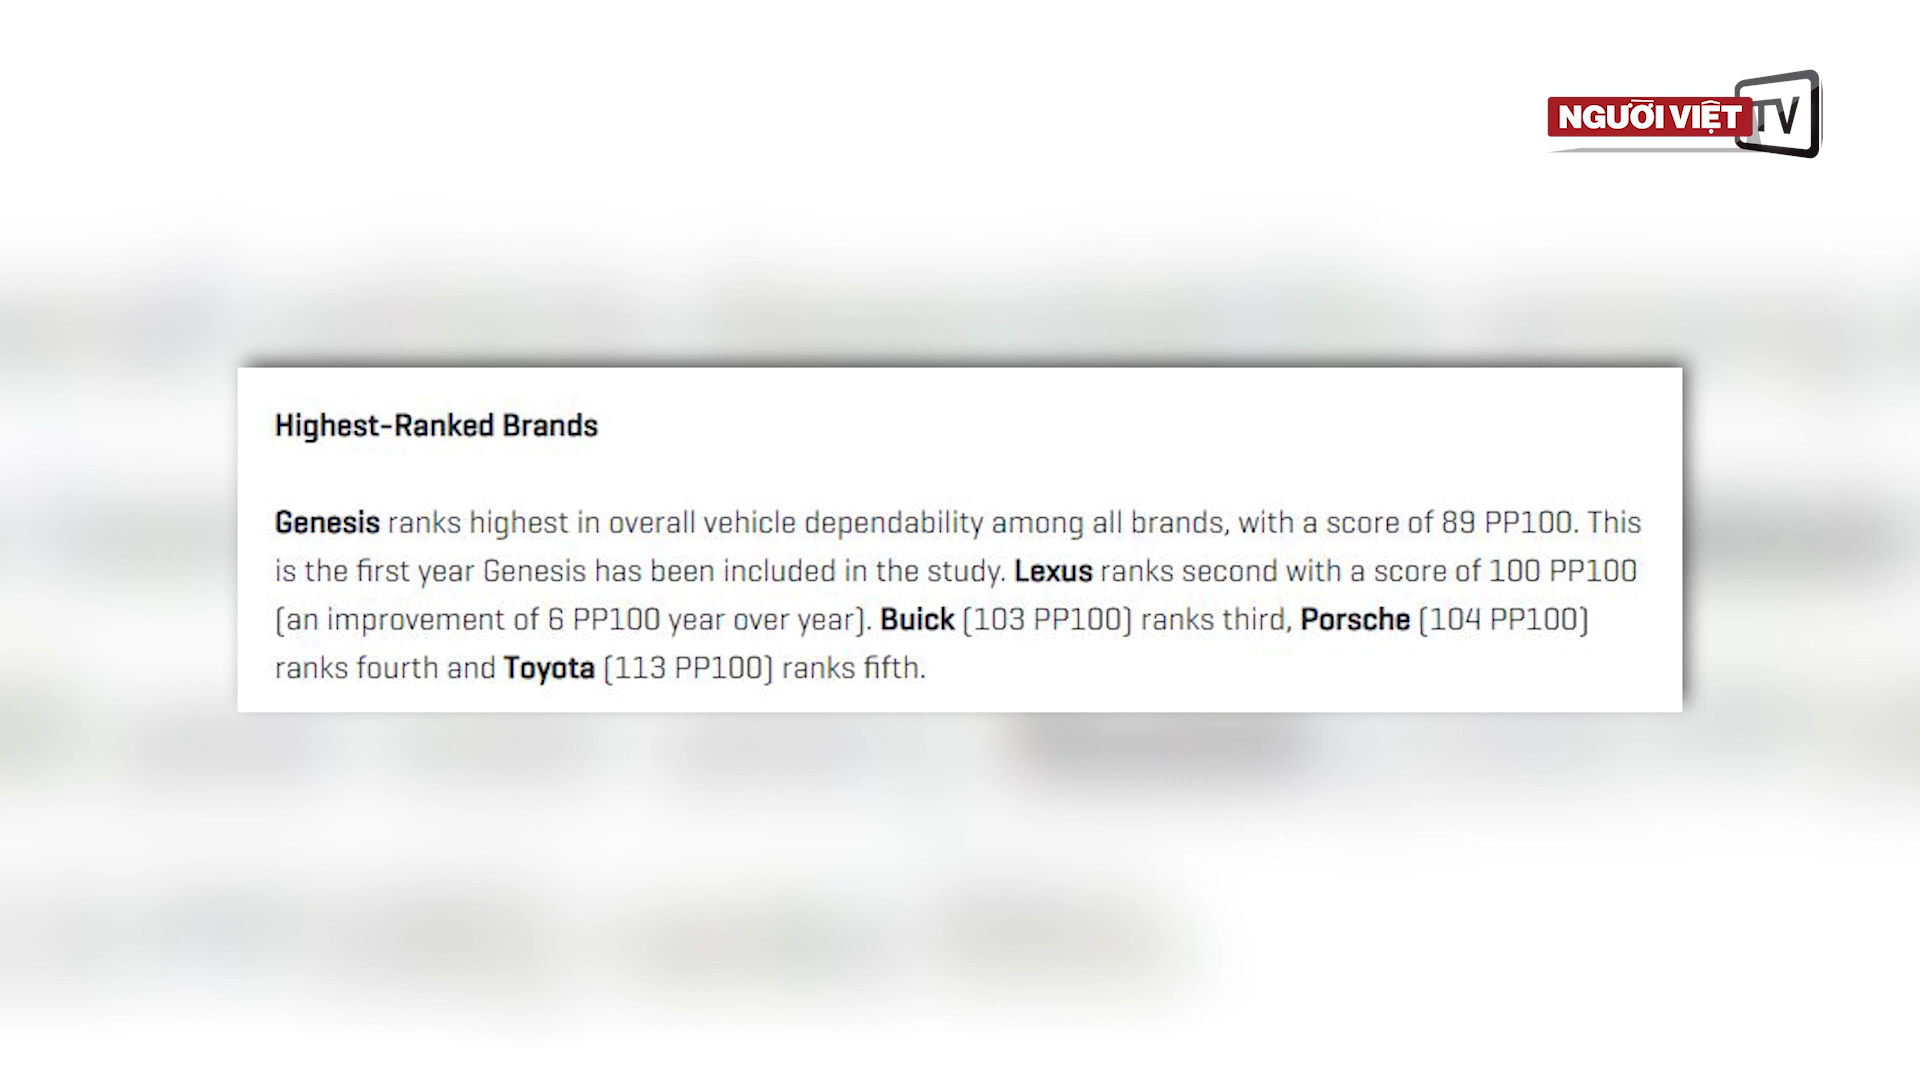 NGƯỜI VIỆT TV
Highest-Ranked Brands
Genesis ranks highest in overall vehicle dependability among all brands, with a score of 89 PP100. This
is the first year Genesis has been included in the study. Lexus ranks second with a score of 100 PP100
(an improvement of 6 PP100 year over year). Buick (103 PP100) ranks third, Porsche (104 PP100)
ranks fourth and Toyota (113 PP100) ranks fifth.